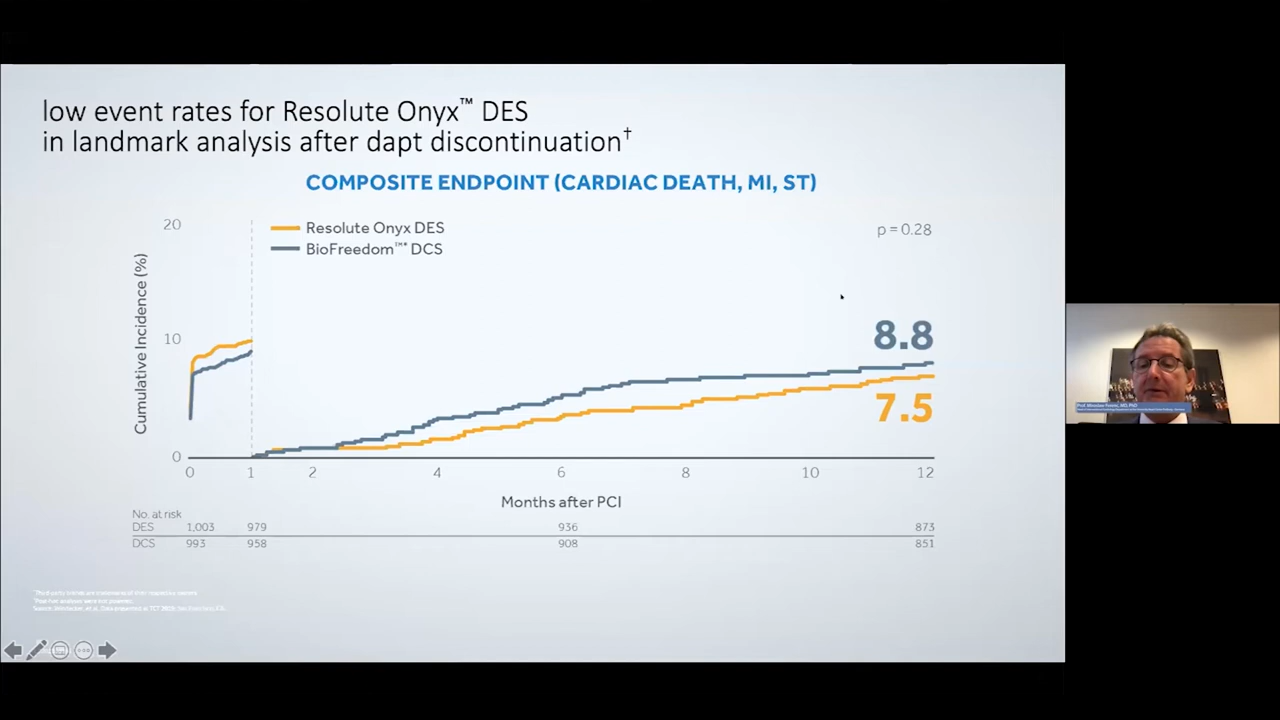 low event rates for Resolute Onyx™ DES
in landmark analysis after dapt discontinuation†
COMPOSITE ENDPOINT (CARDIAC DEATH, MI, ST)
20
10
0
Cumulative Incidence (%)
Resolute Onyx DES
BioFreedom™* DCS
p = 0.28
8.8
7.5
0 1 2 4 6 8 10 12
Months after PCI
No. at risk
DES 1,003 979 936 873
DCS 993 958 908 851